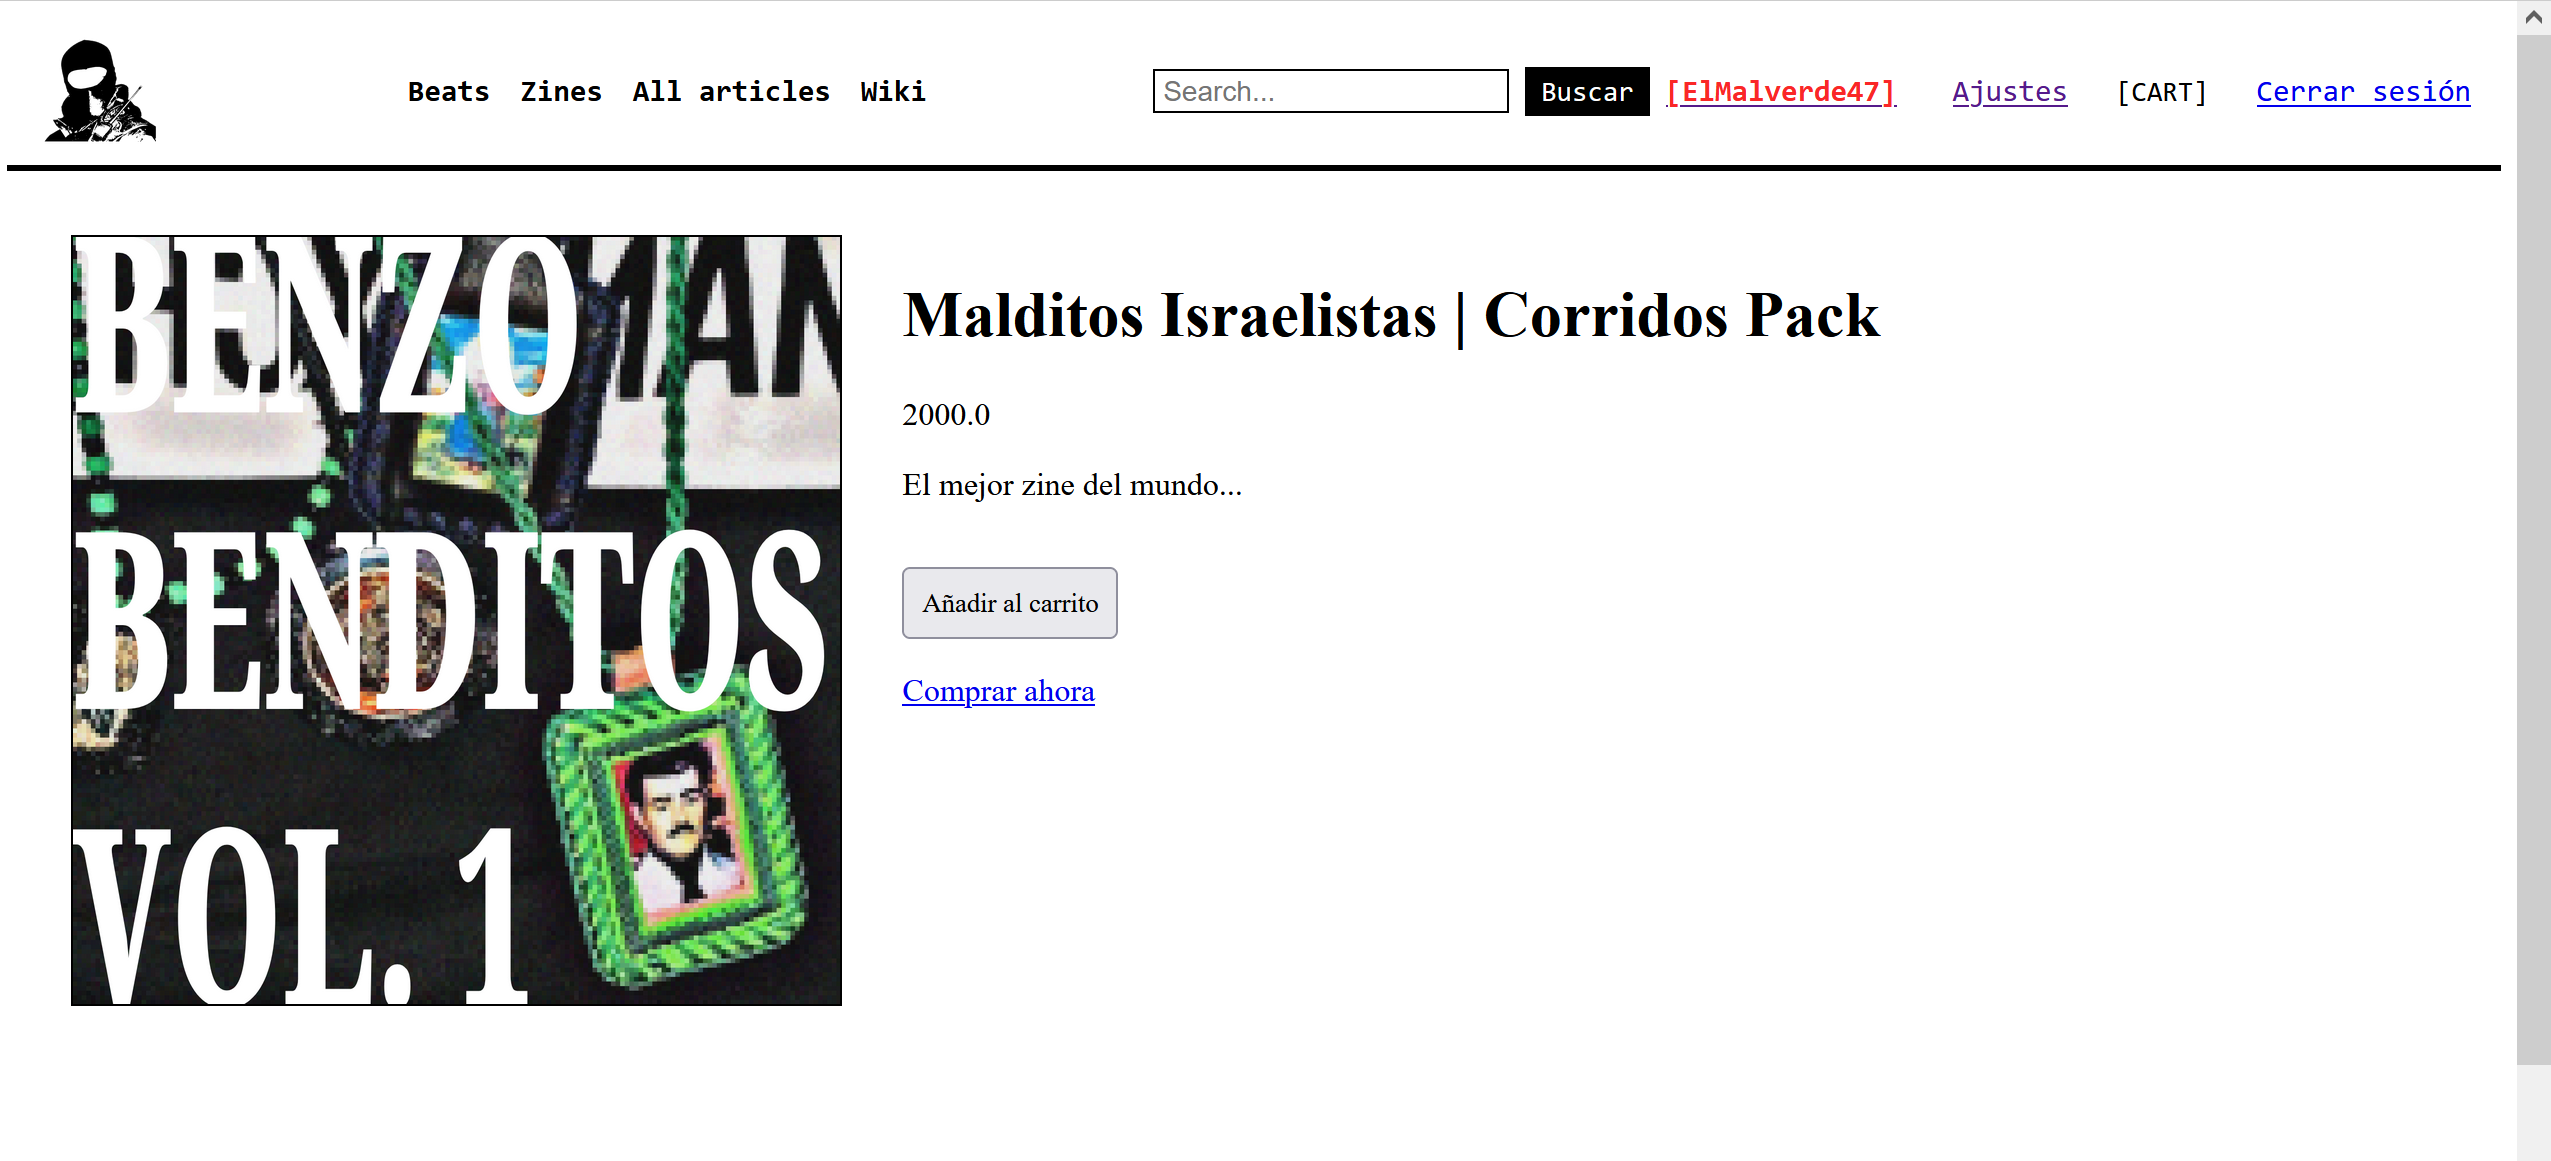 Beats Zines All articles Wiki Search... Buscar [ElMalverde47] Ajustes [CART] Cerrar sesión
BENZO
BENDITOS
VOL. 1
Malditos Israelistas | Corridos Pack
2000.0
El mejor zine del mundo...
Añadir al carrito
Comprar ahora